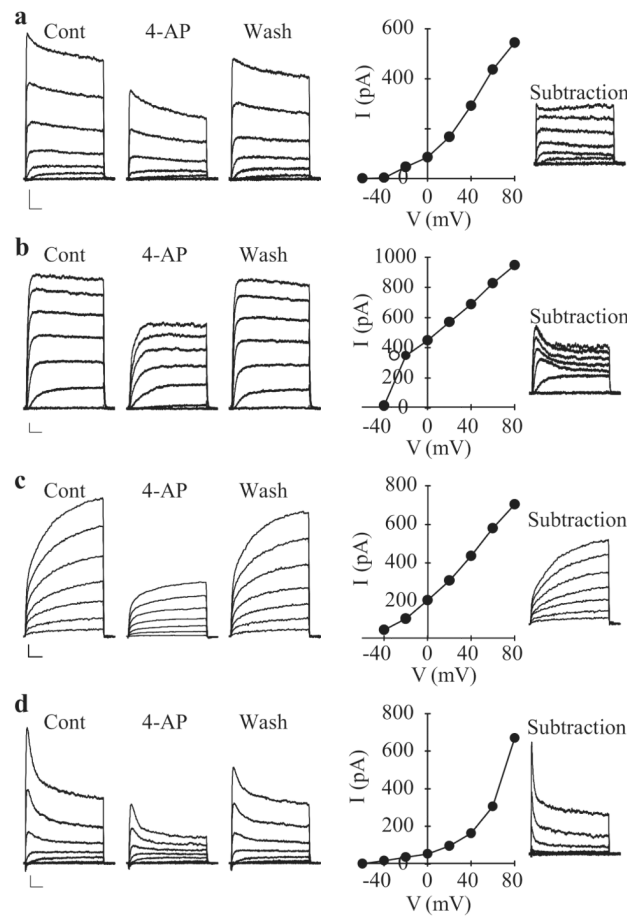 a
Cont 4-AP Wash
Subtraction
I (pA)
600
400
0
-40 0 40 80
V (mV)
b
Cont 4-AP Wash
Subtraction
I (pA)
1000
800
600
400
200
0
-40 0 40 80
V (mV)
c
Cont 4-AP Wash
Subtraction
I (pA)
800
600
400
200
0
-40 0 40 80
V (mV)
d
Cont 4-AP Wash
Subtraction
I (pA)
800
600
400
200
0
-40 0 40 80
V (mV)